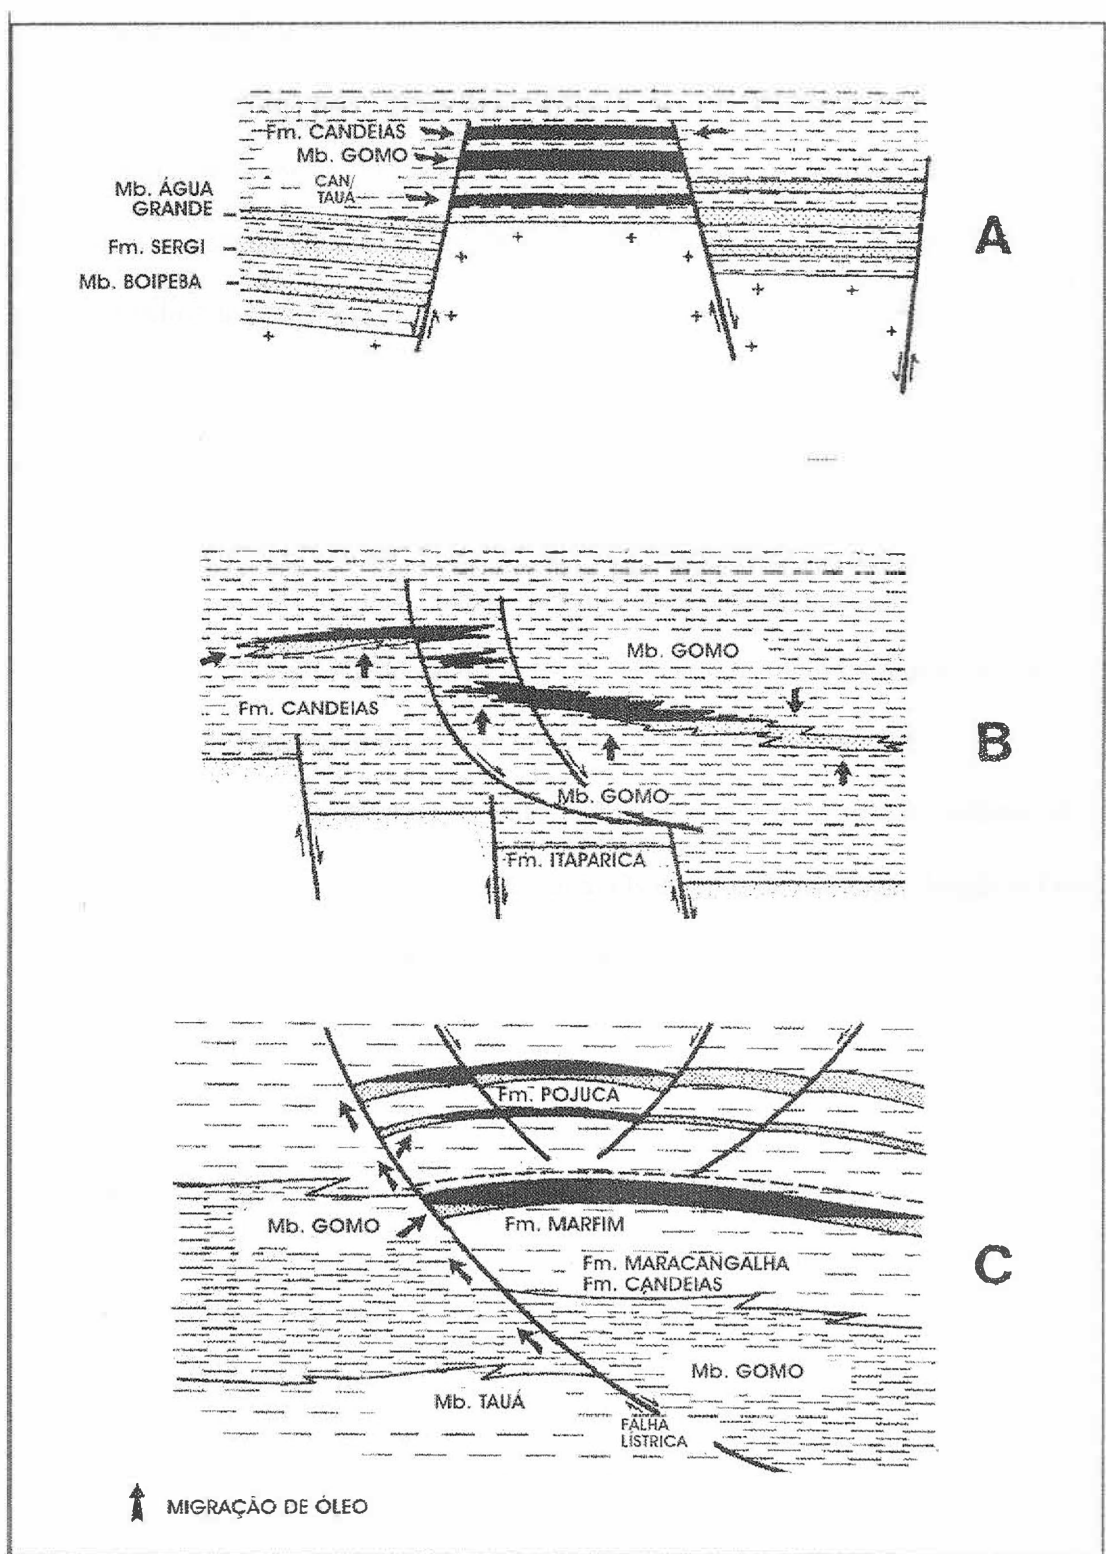 Fm. CANDEIAS
Mb. GOMO
CAN/
TAUÁ
Mb. ÁGUA
GRANDE
Fm. SERGI
Mb. BOIPEBA
A
Mb. GOMO
Fm. CANDEIAS
B
Mb. GOMO
Fm. ITAPARICA
Fm. POJUCA
Mb. GOMO
Fm. MARFIM
Fm. MARACANGALHA
Fm. CANDEIAS
C
Mb. GOMO
Mb. TAUÁ
FALHA
LÍSTRICA
MIGRAÇÃO DE ÓLEO